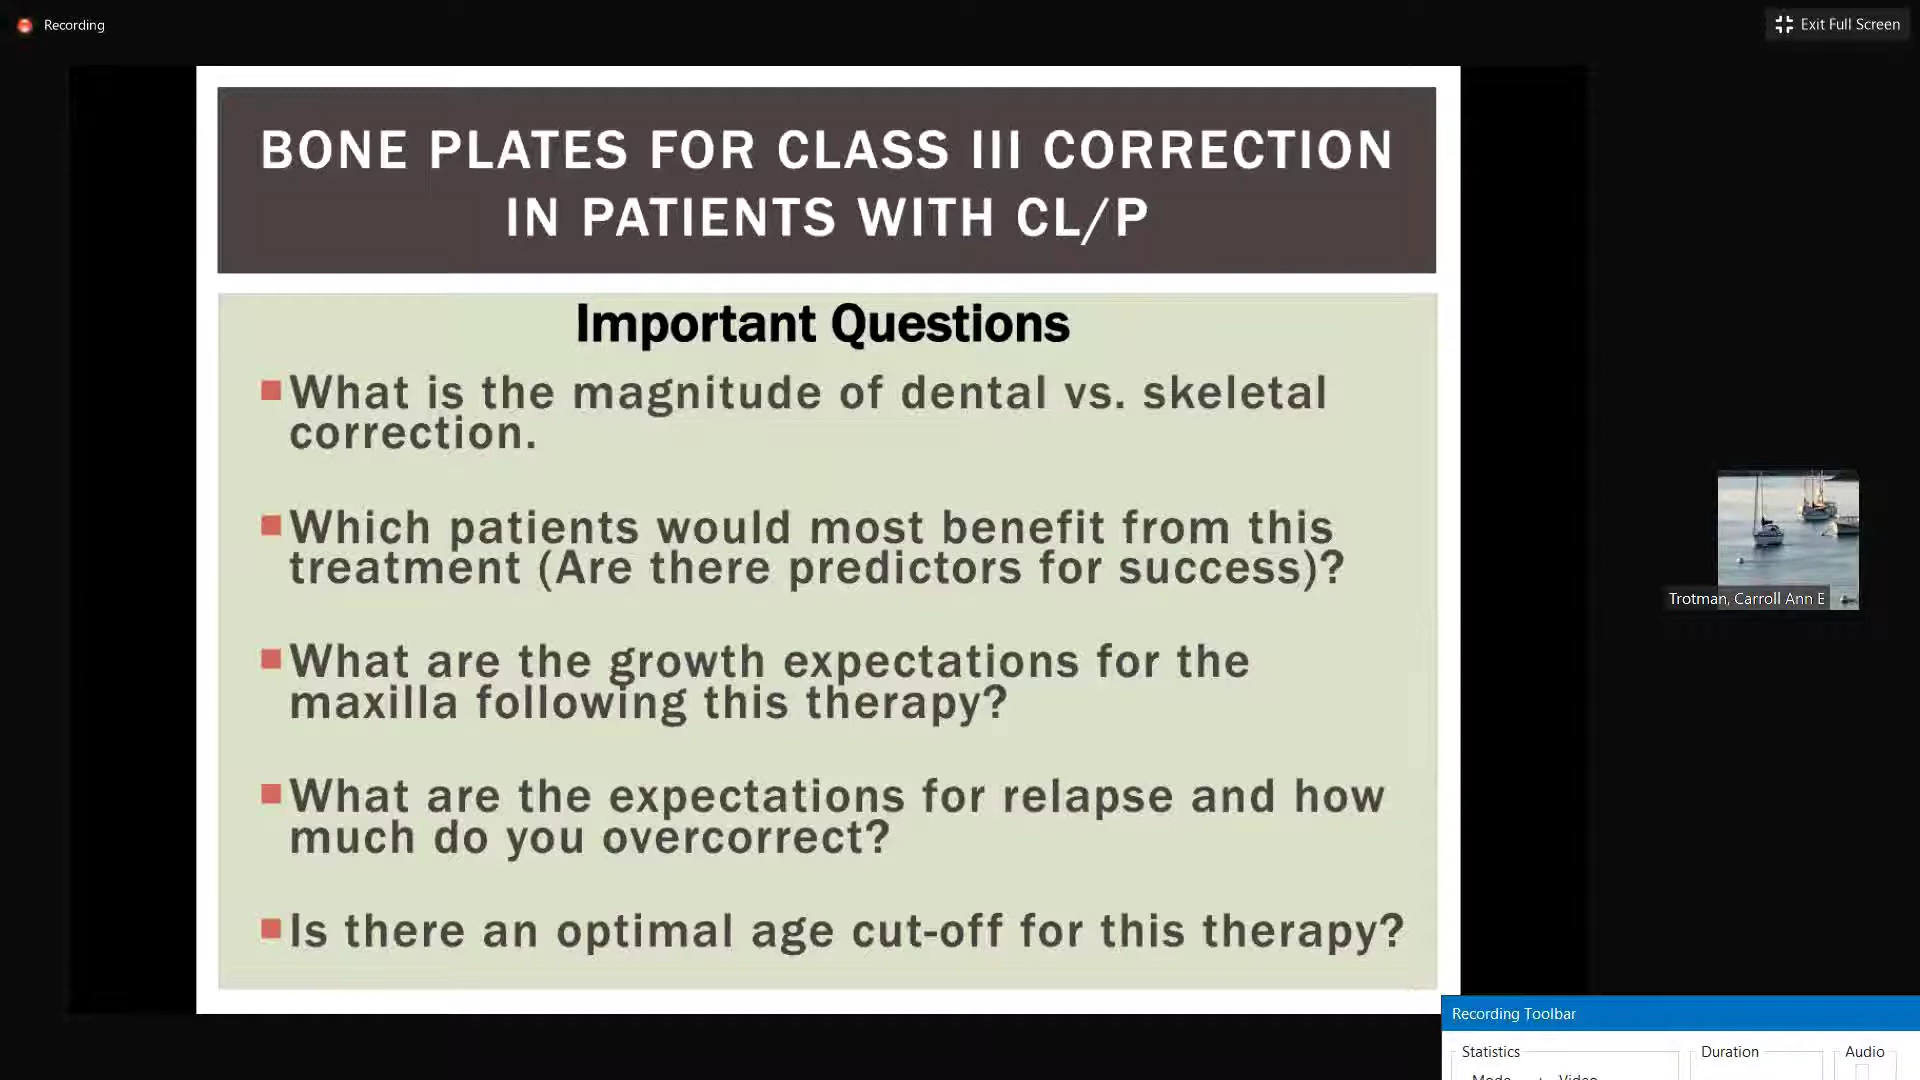 Recording
Exit Full Screen
BONE PLATES FOR CLASS III CORRECTION
IN PATIENTS WITH CL/P
Important Questions
What is the magnitude of dental vs. skeletal
correction.
Which patients would most benefit from this
treatment (Are there predictors for success)?
What are the growth expectations for the
maxilla following this therapy?
What are the expectations for relapse and how
much do you overcorrect?
Is there an optimal age cut-off for this therapy?
Trotman, Carroll Ann E
Recording Toolbar
Statistics
Duration
Audio
Mode
Video